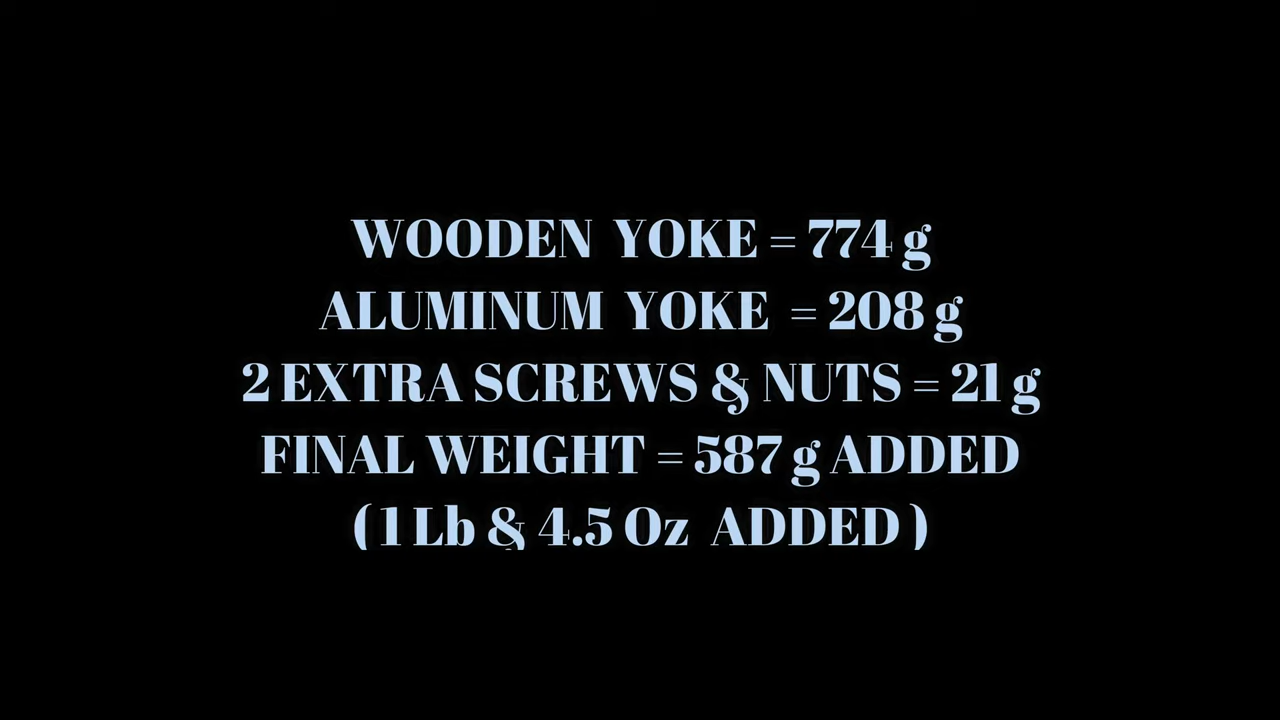 WOODEN YOKE = 774 g
ALUMINUM YOKE = 208 g
2 EXTRA SCREWS & NUTS = 21 g
FINAL WEIGHT = 587 g ADDED
( 1 Lb & 4.5 Oz ADDED )